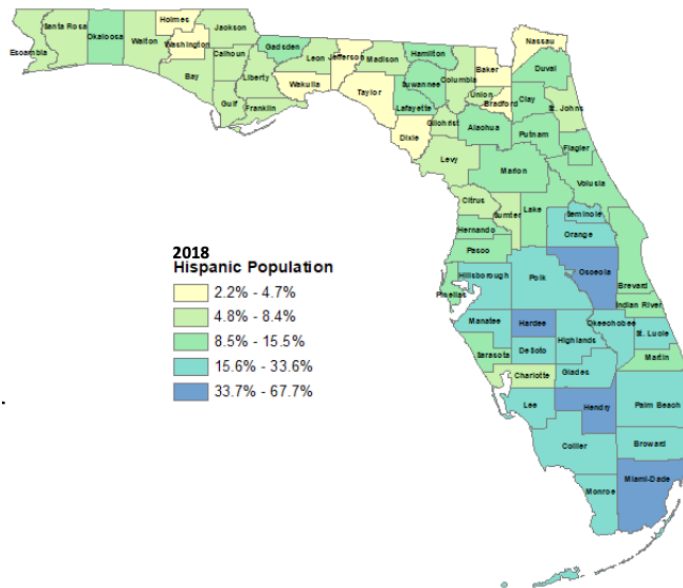 Holmes
Santa Rosa
Jackson
Okaloosa
Walton
Escambia
Washington
Gadsden
Calhoun
Leon
Jefferson
Madison
Hamilton
Nassau
Baker
Duval
Bay
Liberty
Wakulla
Suwannee
Columbia
Union
Bradford
Clay
St. Johns
Gulf
Franklin
Taylor
Lafayette
Gilchrist
Alachua
Putnam
Dixie
Flagler
Levy
Marion
Volusia
Citrus
Sumter
Lake
Seminole
Hernando
Orange
Pasco
2018
Hispanic Population
2.2% - 4.7%
4.8% - 8.4%
8.5% - 15.5%
15.6% - 33.6%
33.7% - 67.7%
Osceola
Hillsborough
Polk
Brevard
Pinellas
Indian River
Manatee
Hardee
Okeechobee
St. Lucie
Highlands
Sarasota
DeSoto
Martin
Charlotte
Glades
Lee
Hendry
Palm Beach
Collier
Broward
Monroe
Miami-Dade
.